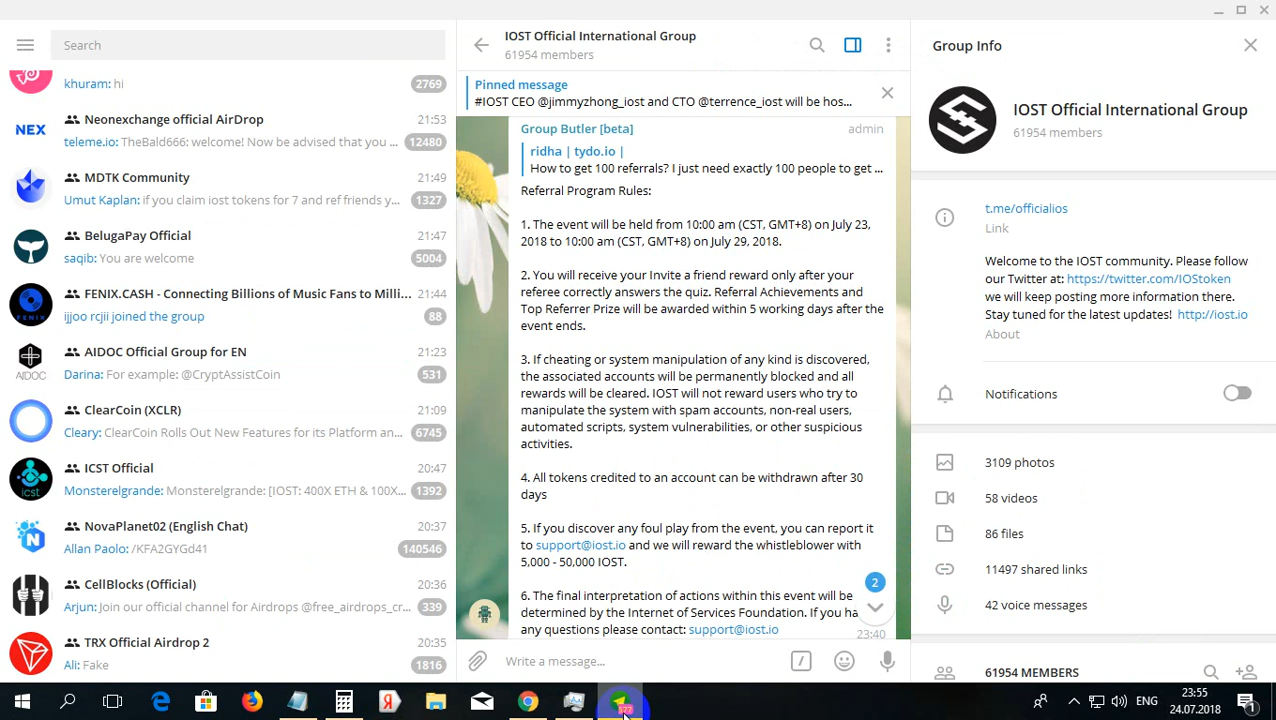 Search
khuram: hi
2769
NEX
Neonexchange official AirDrop
21:53
teleme.io: TheBald666: welcome! Now be advised that you ...
12480
MDTK Community
21:49
Umut Kaplan: if you claim iost tokens for 7 and ref friends y...
1327
BelugaPay Official
21:47
saqib: You are welcome
5004
FENIX.CASH - Connecting Billions of Music Fans to Milli...
21:44
ijjoo rcjii joined the group
88
FENIX
AIDOC Official Group for EN
21:23
Darina: For example: @CryptAssistCoin
531
AIDOC
ClearCoin (XCLR)
21:09
Cleary: ClearCoin Rolls Out New Features for its Platform an...
6745
ICST Official
20:47
Monsterelgrande: Monsterelgrande: [IOST: 400X ETH & 100X...
1392
icst
NovaPlanet02 (English Chat)
20:37
Allan Paolo: /KFA2GYGd41
140546
CellBlocks (Official)
20:36
Arjun: Join our official channel for Airdrops @free_airdrops_cr...
339
TRX Official Airdrop 2
20:35
Ali: Fake
1816
IOST Official International Group
61954 members
Pinned message
#IOST CEO @jimmyzhong_iost and CTO @terrence_iost will be hos...
Group Butler [beta]
admin
ridha | tydo.io |
How to get 100 referrals? I just need exactly 100 people to get ...
Referral Program Rules:
1. The event will be held from 10:00 am (CST, GMT+8) on July 23,
2018 to 10:00 am (CST, GMT+8) on July 29, 2018.
2. You will receive your Invite a friend reward only after your
referee correctly answers the quiz. Referral Achievements and
Top Referrer Prize will be awarded within 5 working days after the
event ends.
3. If cheating or system manipulation of any kind is discovered,
the associated accounts will be permanently blocked and all
rewards will be cleared. IOST will not reward users who try to
manipulate the system with spam accounts, non-real users,
automated scripts, system vulnerabilities, or other suspicious
activities.
4. All tokens credited to an account can be withdrawn after 30
days
5. If you discover any foul play from the event, you can report it
to support@iost.io and we will reward the whistleblower with
5,000 - 50,000 IOST.
6. The final interpretation of actions within this event will be
determined by the Internet of Services Foundation. If you ha
any questions please contact: support@iost.io
23:40
2
Write a message...
Group Info
IOST Official International Group
61954 members
t.me/officialios
Link
Welcome to the IOST community. Please follow
our Twitter at: https://twitter.com/IOStoken
we will keep posting more information there.
Stay tuned for the latest updates! http://iost.io
About
Notifications
3109 photos
58 videos
86 files
11497 shared links
42 voice messages
61954 MEMBERS
ENG
23:55
24.07.2018
1